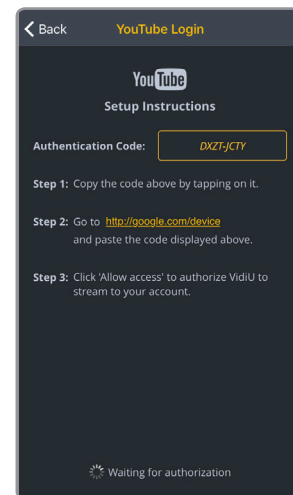 Back YouTube Login
YouTube
Setup Instructions
Authentication Code: DXZT-JCTY
Step 1: Copy the code above by tapping on it.
Step 2: Go to http://google.com/device
and paste the code displayed above.
Step 3: Click 'Allow access' to authorize VidiU to
stream to your account.
Waiting for authorization